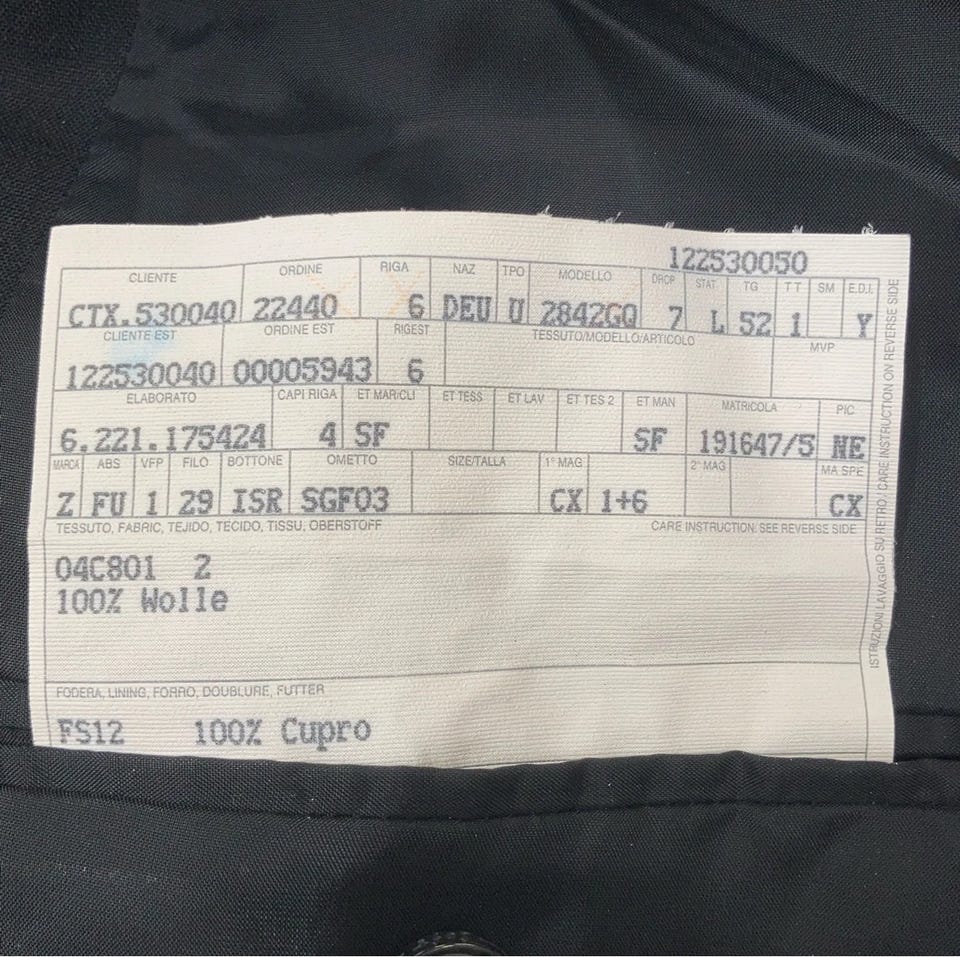 122530050
CLIENTE ORDINE RIGA NAZ TPO MODELLO DROP STAT TG TT SM E.D.I.
CTX.530040 22440 6 DEU U 2842GQ 7 L 52 1 Y
CLIENTE EST ORDINE EST RIGEST TESSUTO/MODELLO/ARTICOLO MVP
122530040 00005943 6
ELABORATO CAPI RIGA ET MAR/CLI ET TESS ET LAV ET TES 2 ET MAN MATRICOLA PIC
6.221.175424 4 SF SF 191647/5 NE
MARCA ABS VFP FILO BOTTONE OMETTO SIZE/TALLA 1° MAG 2° MAG MA SPE
Z FU 1 29 ISR SGF03 CX 1+6 CX
TESSUTO, FABRIC, TEJIDO, TECIDO, TISSU, OBERSTOFF CARE INSTRUCTION: SEE REVERSE SIDE
04C801 2
100% Wolle
FODERA, LINING, FORRO, DOUBLURE, FUTTER
FS12 100% Cupro
ISTRUZIONI LAVAGGIO SU RETRO / CARE INSTRUCTION ON REVERSE SIDE